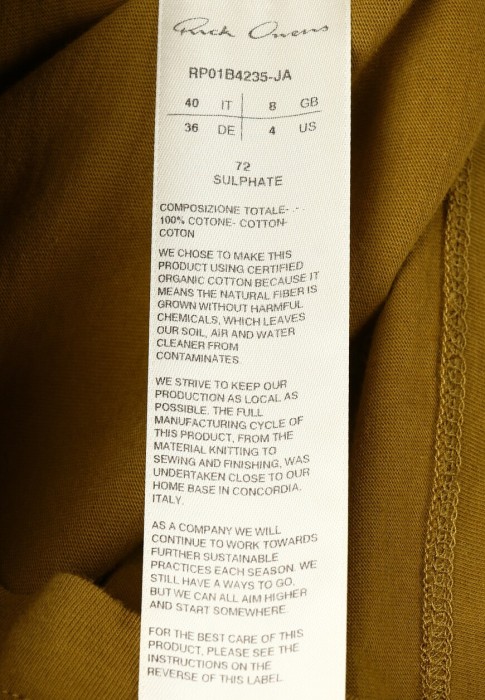 Rick Owens
RP01B4235-JA
40 IT 8 GB
36 DE 4 US
72
SULPHATE
COMPOSIZIONE TOTALE-
100% COTONE- COTTON-
COTON
WE CHOSE TO MAKE THIS
PRODUCT USING CERTIFIED
ORGANIC COTTON BECAUSE IT
MEANS THE NATURAL FIBER IS
GROWN WITHOUT HARMFUL
CHEMICALS, WHICH LEAVES
OUR SOIL, AIR AND WATER
CLEANER FROM
CONTAMINATES.
WE STRIVE TO KEEP OUR
PRODUCTION AS LOCAL AS
POSSIBLE. THE FULL
MANUFACTURING CYCLE OF
THIS PRODUCT, FROM THE
MATERIAL KNITTING TO
SEWING AND FINISHING, WAS
UNDERTAKEN CLOSE TO OUR
HOME BASE IN CONCORDIA,
ITALY.
AS A COMPANY WE WILL
CONTINUE TO WORK TOWARDS
FURTHER SUSTAINABLE
PRACTICES EACH SEASON. WE
STILL HAVE A WAYS TO GO,
BUT WE CAN ALL AIM HIGHER
AND START SOMEWHERE.
FOR THE BEST CARE OF THIS
PRODUCT, PLEASE SEE THE
INSTRUCTIONS ON THE
REVERSE OF THIS LABEL.